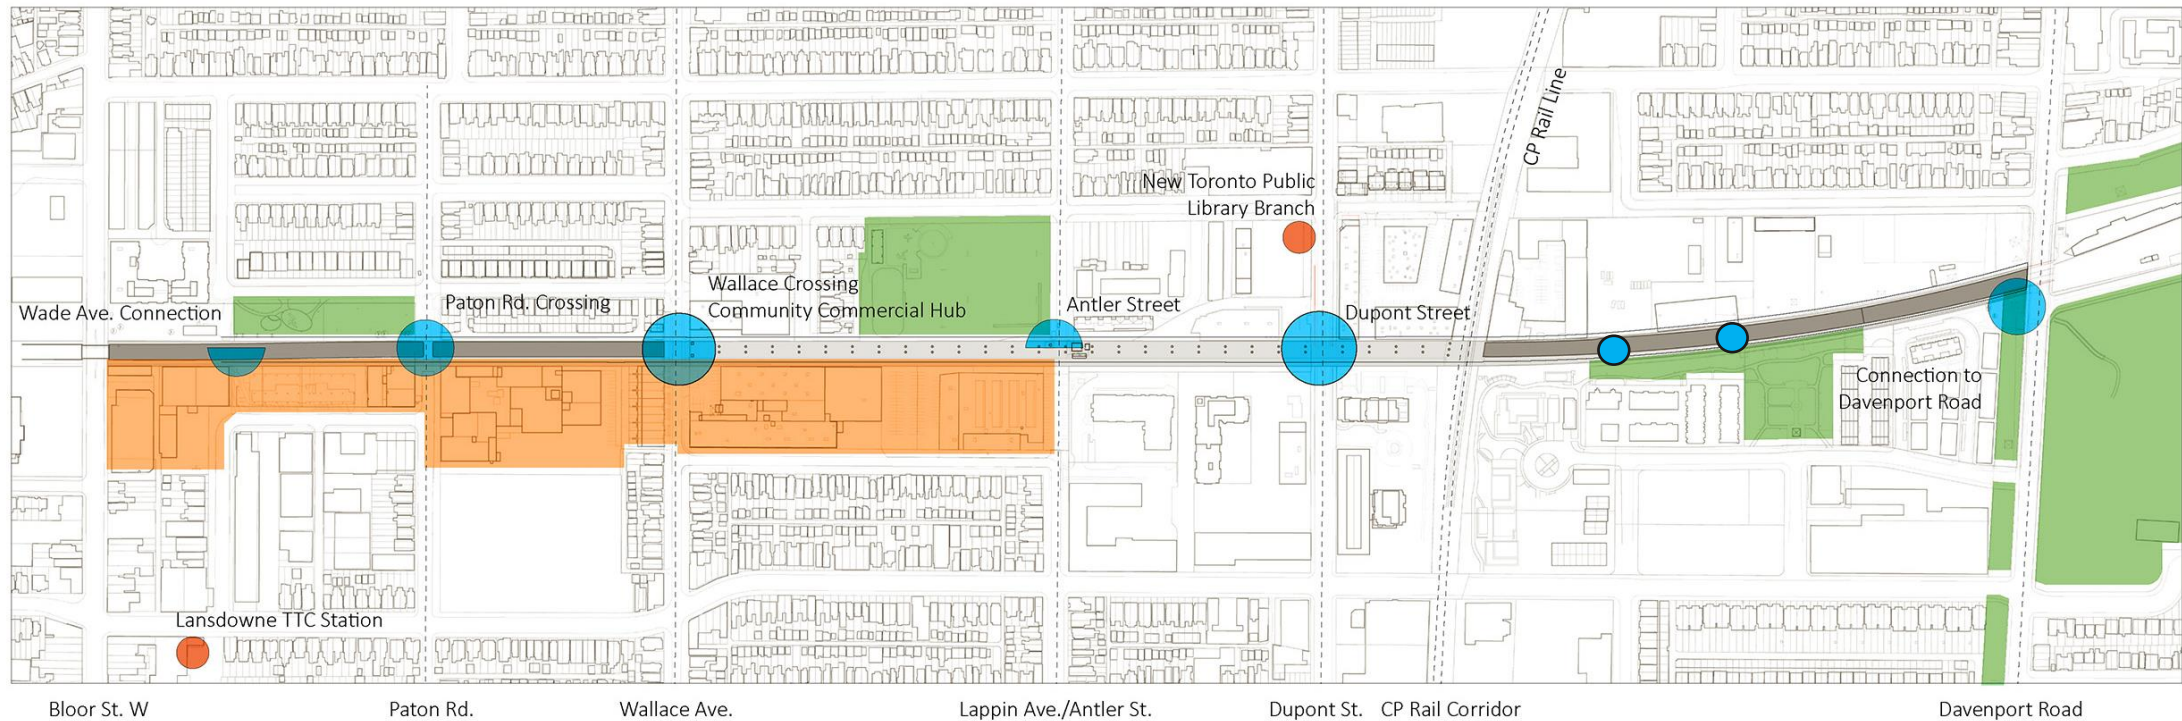 CP Rail Line
New Toronto Public
Library Branch
Wallace Crossing
Community Commercial Hub
Paton Rd. Crossing
Antler Street
Wade Ave. Connection
Dupont Street
Connection to
Davenport Road
Lansdowne TTC Station
Bloor St. W
Paton Rd.
Wallace Ave.
Lappin Ave./Antler St.
Dupont St.
CP Rail Corridor
Davenport Road